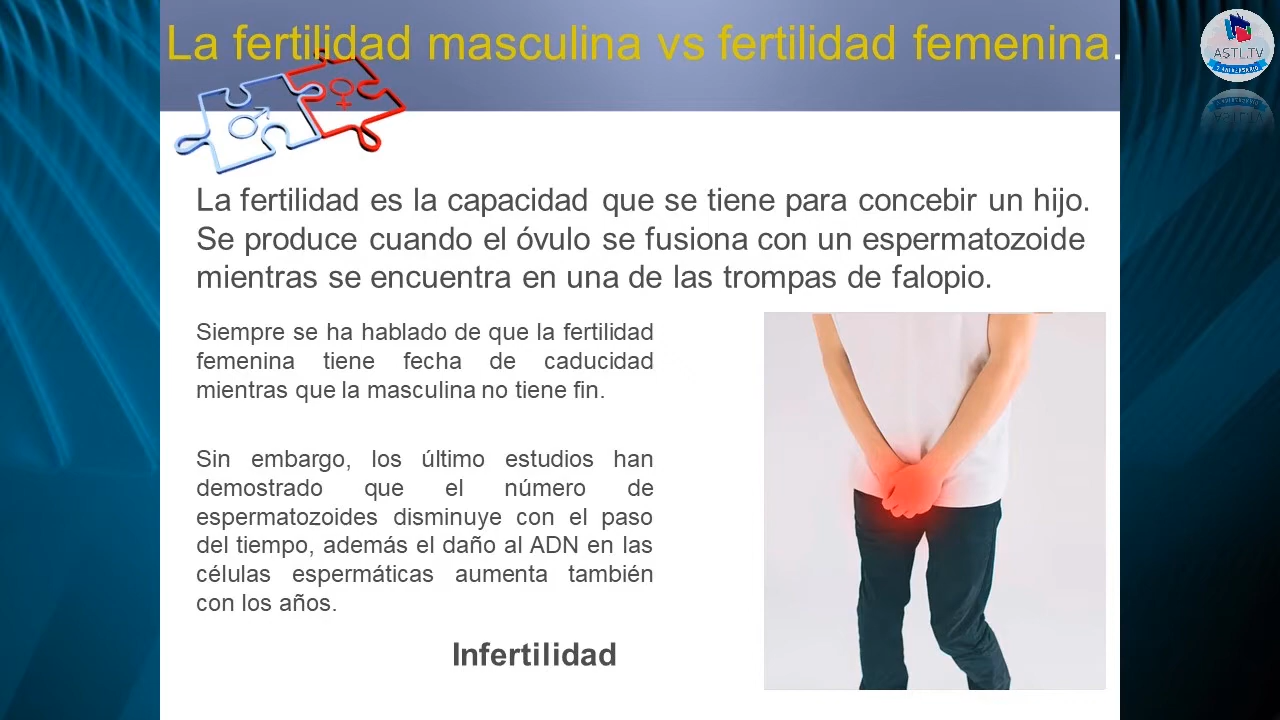 La fertilidad masculina vs fertilidad femenina.
ASTL.TV
7 ANIVERSARIO
La fertilidad es la capacidad que se tiene para concebir un hijo.
Se produce cuando el óvulo se fusiona con un espermatozoide
mientras se encuentra en una de las trompas de falopio.
Siempre se ha hablado de que la fertilidad
femenina tiene fecha de caducidad
mientras que la masculina no tiene fin.
Sin embargo, los último estudios han
demostrado que el número de
espermatozoides disminuye con el paso
del tiempo, además el daño al ADN en las
células espermáticas aumenta también
con los años.
Infertilidad